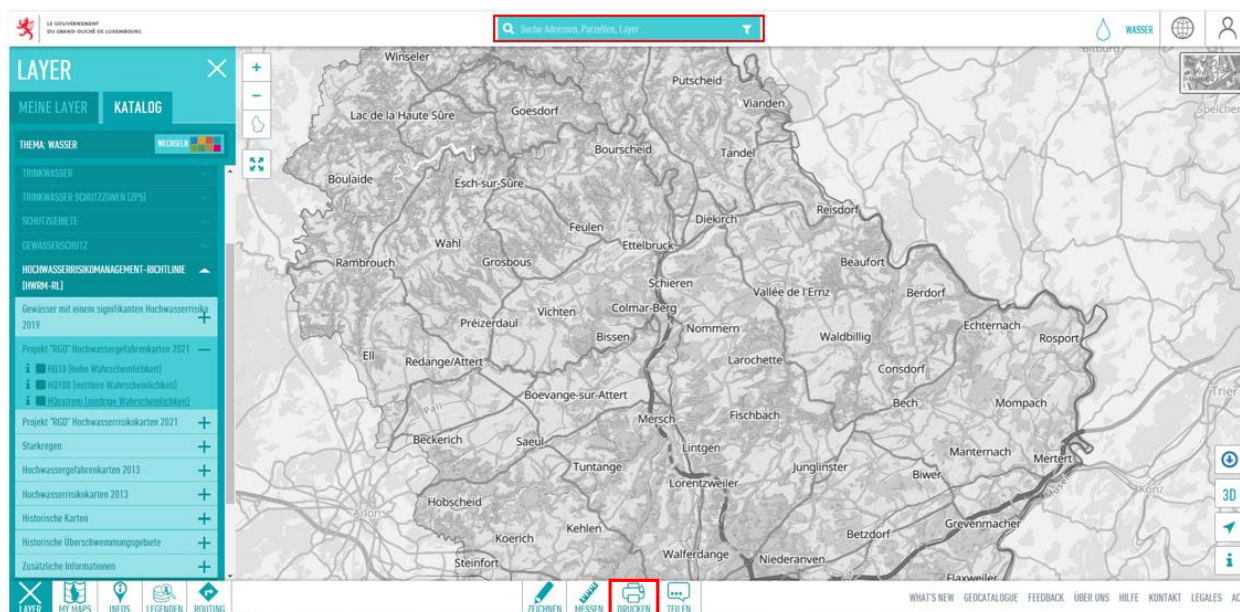 LE GOUVERNEMENT
DU GRAND-DUCHÉ DE LUXEMBOURG
Suche Adressen, Parzellen, Layer ...
WASSER
LAYER
MEINE LAYER
KATALOG
THEMA: WASSER
WECHSELN
TRINKWASSER
TRINKWASSER SCHUTZZONEN (ZPS)
SCHUTZGEBIETE
GEWÄSSERSCHUTZ
HOCHWASSERRISIKOMANAGEMENT-RICHTLINIE
(HWRM-RL)
Gewässer mit einem signifikanten Hochwasserrisiko
2019
Projekt "RGD" Hochwassergefahrenkarten 2021
HQ10 (hohe Wahrscheinlichkeit)
HQ100 (mittlere Wahrscheinlichkeit)
HQextrem (niedrige Wahrscheinlichkeit)
Projekt "RGD" Hochwasserrisikokarten 2021
Starkregen
Hochwassergefahrenkarten 2013
Hochwasserrisikokarten 2013
Historische Karten
Historische Überschwemmungsgebiete
Zusätzliche Informationen
Winseler
Bitburg
Putscheid
Vianden
Lac de la Haute Sûre
Goesdorf
Speicher
Bourscheid
Tandel
Boulaide
Esch-sur-Sûre
Diekirch
Reisdorf
Feulen
Wahl
Ettelbruck
Rambrouch
Grosbous
Beaufort
Schieren
Vallée de l'Ernz
Berdorf
Vichten
Colmar-Berg
Préizerdaul
Nommern
Echternach
Bissen
Waldbillig
Rosport
Ell
Redange/Attert
Larochette
Consdorf
Trier
Boevange-sur-Attert
Bech
Mompach
Pall
Mersch
Fischbach
Beckerich
Saeul
Lintgen
Manternach
Mertert
Tuntange
Junglinster
Biwer
Lorentzweiler
Konz
Mosel
Hobscheid
Arlon
Grevenmacher
Kehlen
Koerich
Betzdorf
Walferdange
Niederanven
Steinfort
Flaxweiler
3D
LAYER
MY MAPS
INFOS
LEGENDEN
ROUTING
ZEICHNEN
MESSEN
DRUCKEN
TEILEN
WHAT'S NEW
GEOCATALOGUE
FEEDBACK
ÜBER UNS
HILFE
KONTAKT
LEGALES